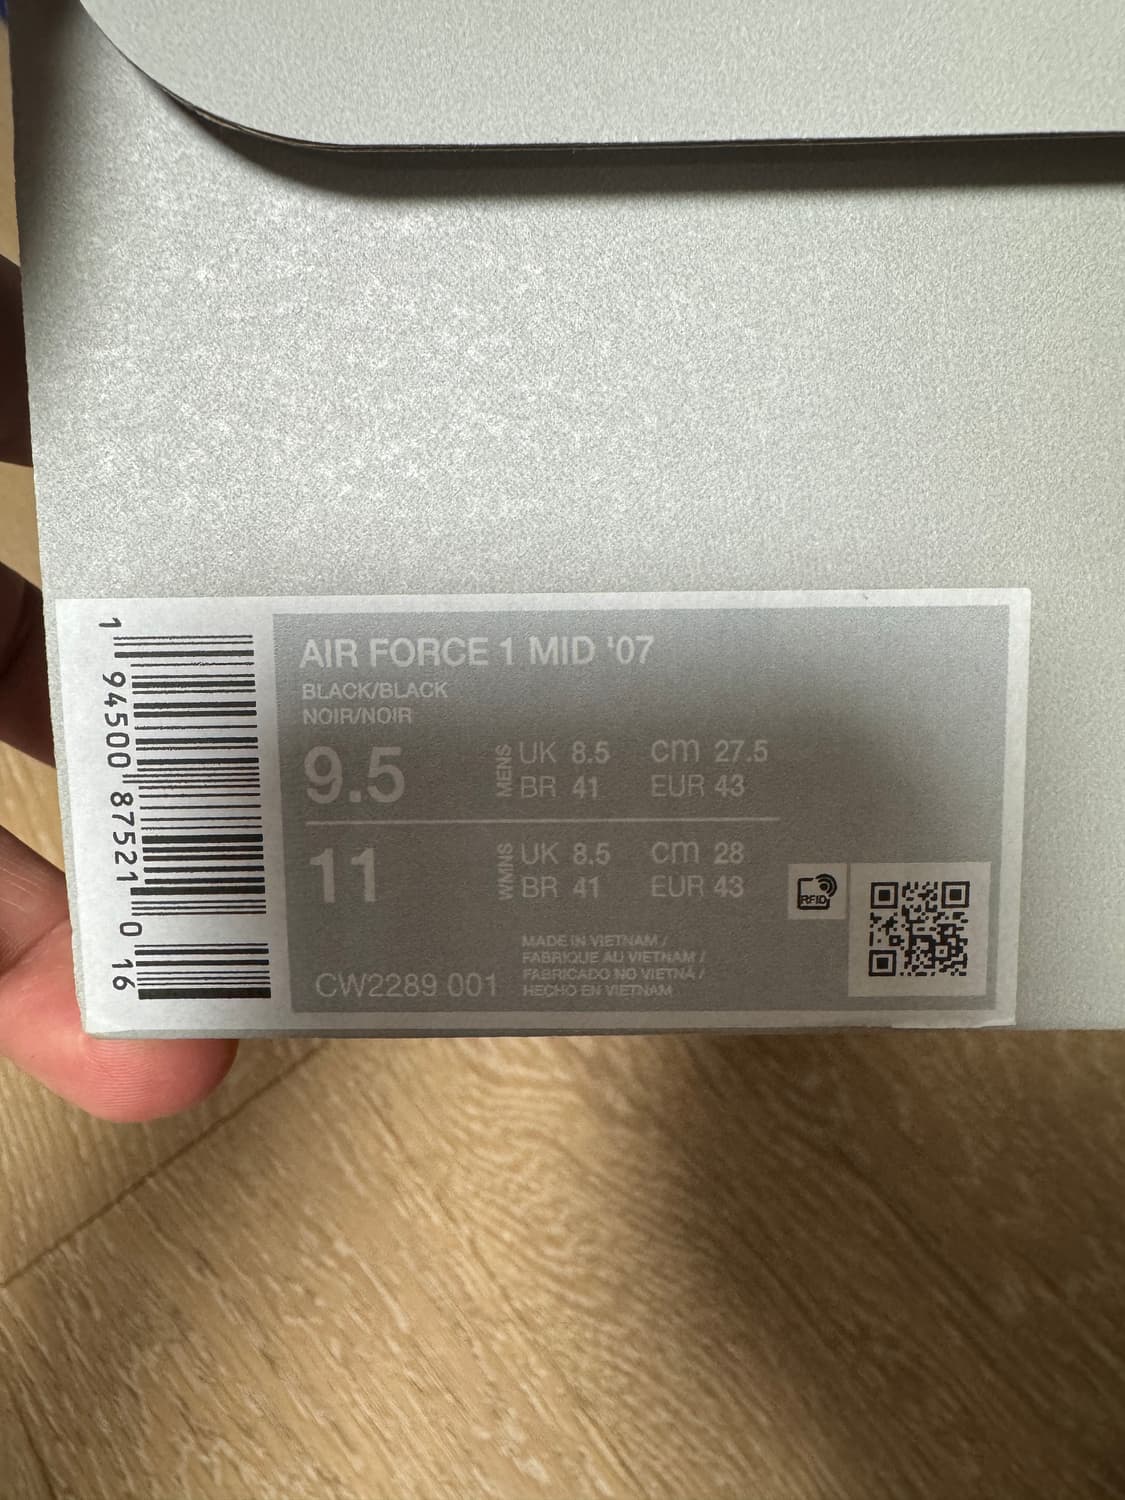 1 94500 87521 0 16
AIR FORCE 1 MID '07
BLACK/BLACK
NOIR/NOIR
9.5 MENS UK 8.5 cm 27.5
BR 41 EUR 43
11 WMNS UK 8.5 cm 28
BR 41 EUR 43
RFID
MADE IN VIETNAM /
FABRIQUE AU VIETNAM /
FABRICADO NO VIETNÃ /
HECHO EN VIETNAM
CW2289 001